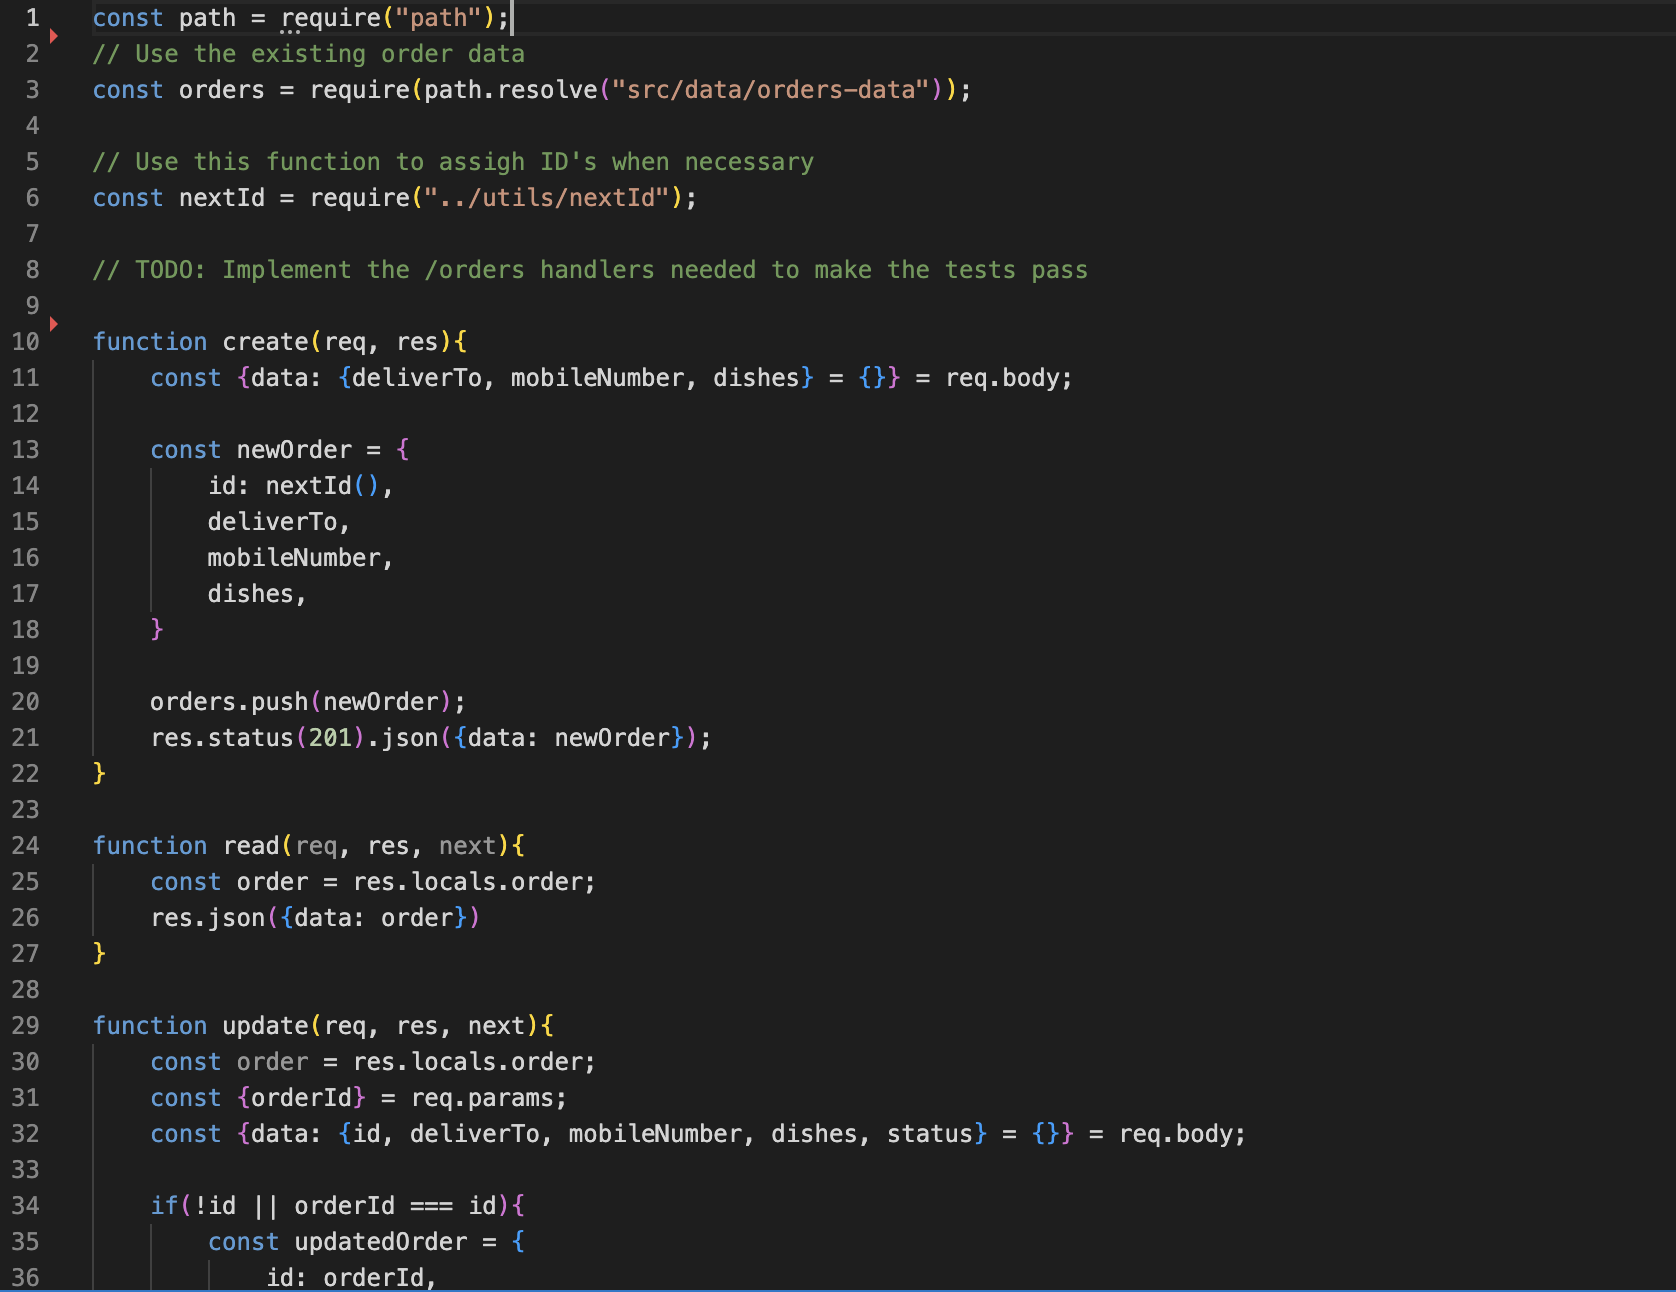 1 const path = require("path");
2 // Use the existing order data
3 const orders = require(path.resolve("src/data/orders-data"));
4
5 // Use this function to assigh ID's when necessary
6 const nextId = require("../utils/nextId");
7
8 // TODO: Implement the /orders handlers needed to make the tests pass
9
10 function create(req, res){
11     const {data: {deliverTo, mobileNumber, dishes} = {}} = req.body;
12
13     const newOrder = {
14         id: nextId(),
15         deliverTo,
16         mobileNumber,
17         dishes,
18     }
19
20     orders.push(newOrder);
21     res.status(201).json({data: newOrder});
22 }
23
24 function read(req, res, next){
25     const order = res.locals.order;
26     res.json({data: order})
27 }
28
29 function update(req, res, next){
30     const order = res.locals.order;
31     const {orderId} = req.params;
32     const {data: {id, deliverTo, mobileNumber, dishes, status} = {}} = req.body;
33
34     if(!id || orderId === id){
35         const updatedOrder = {
36             id: orderId,